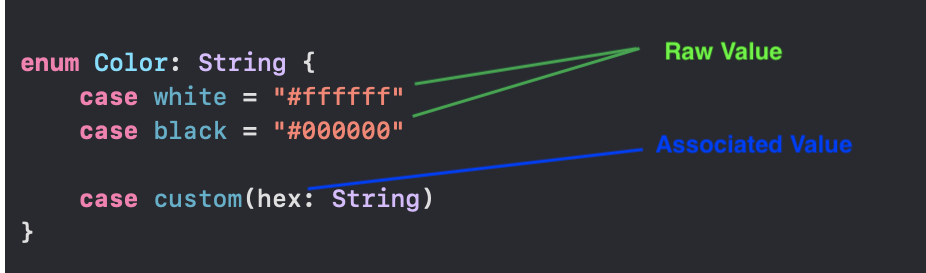 enum Color: String {
case white = "#ffffff"
case black = "#000000"
case custom(hex: String)
}
Raw Value
Associated Value